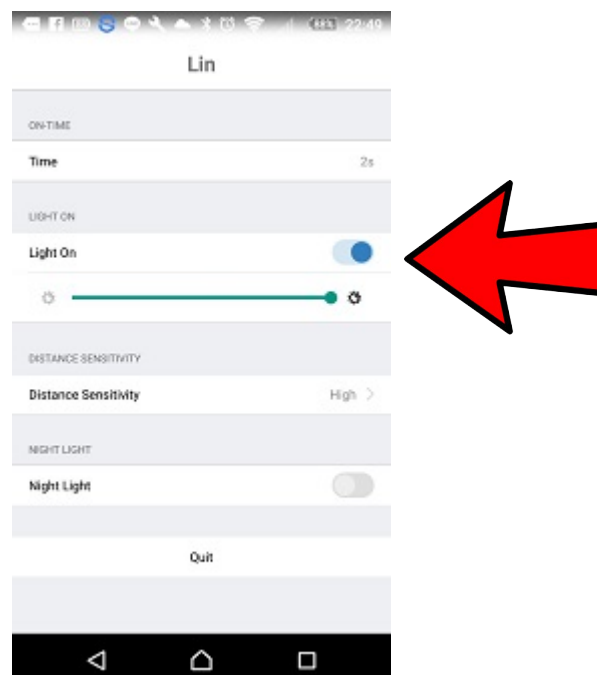 22:49
Lin
ON-TIME
Time 2s
LIGHT ON
Light On
DISTANCE SENSITIVITY
Distance Sensitivity High
NIGHT LIGHT
Night Light
Quit